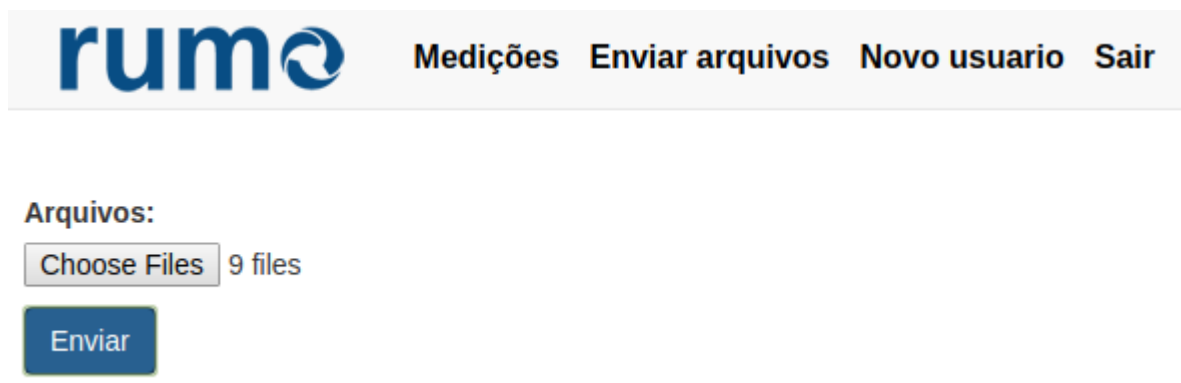 rumo Medições Enviar arquivos Novo usuario Sair
Arquivos:
Choose Files 9 files
Enviar